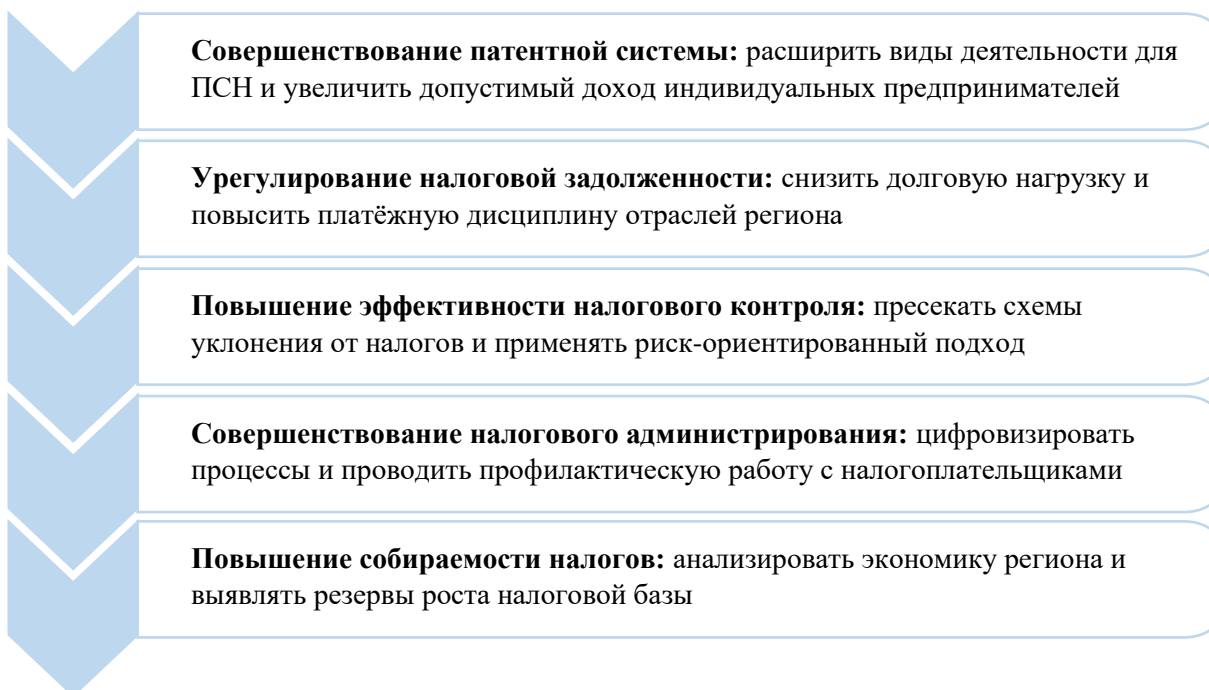 Совершенствование патентной системы: расширить виды деятельности для
ПСН и увеличить допустимый доход индивидуальных предпринимателей
Урегулирование налоговой задолженности: снизить долговую нагрузку и
повысить платёжную дисциплину отраслей региона
Повышение эффективности налогового контроля: пресекать схемы
уклонения от налогов и применять риск-ориентированный подход
Совершенствование налогового администрирования: цифровизировать
процессы и проводить профилактическую работу с налогоплательщиками
Повышение собираемости налогов: анализировать экономику региона и
выявлять резервы роста налоговой базы